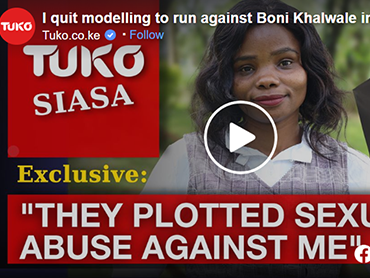 TUKO
I quit modelling to run against Boni Khalwale in
Tuko.co.ke • Follow
TUKO
SIASA
Exclusive:
"THEY PLOTTED SEXU
ABUSE AGAINST ME"